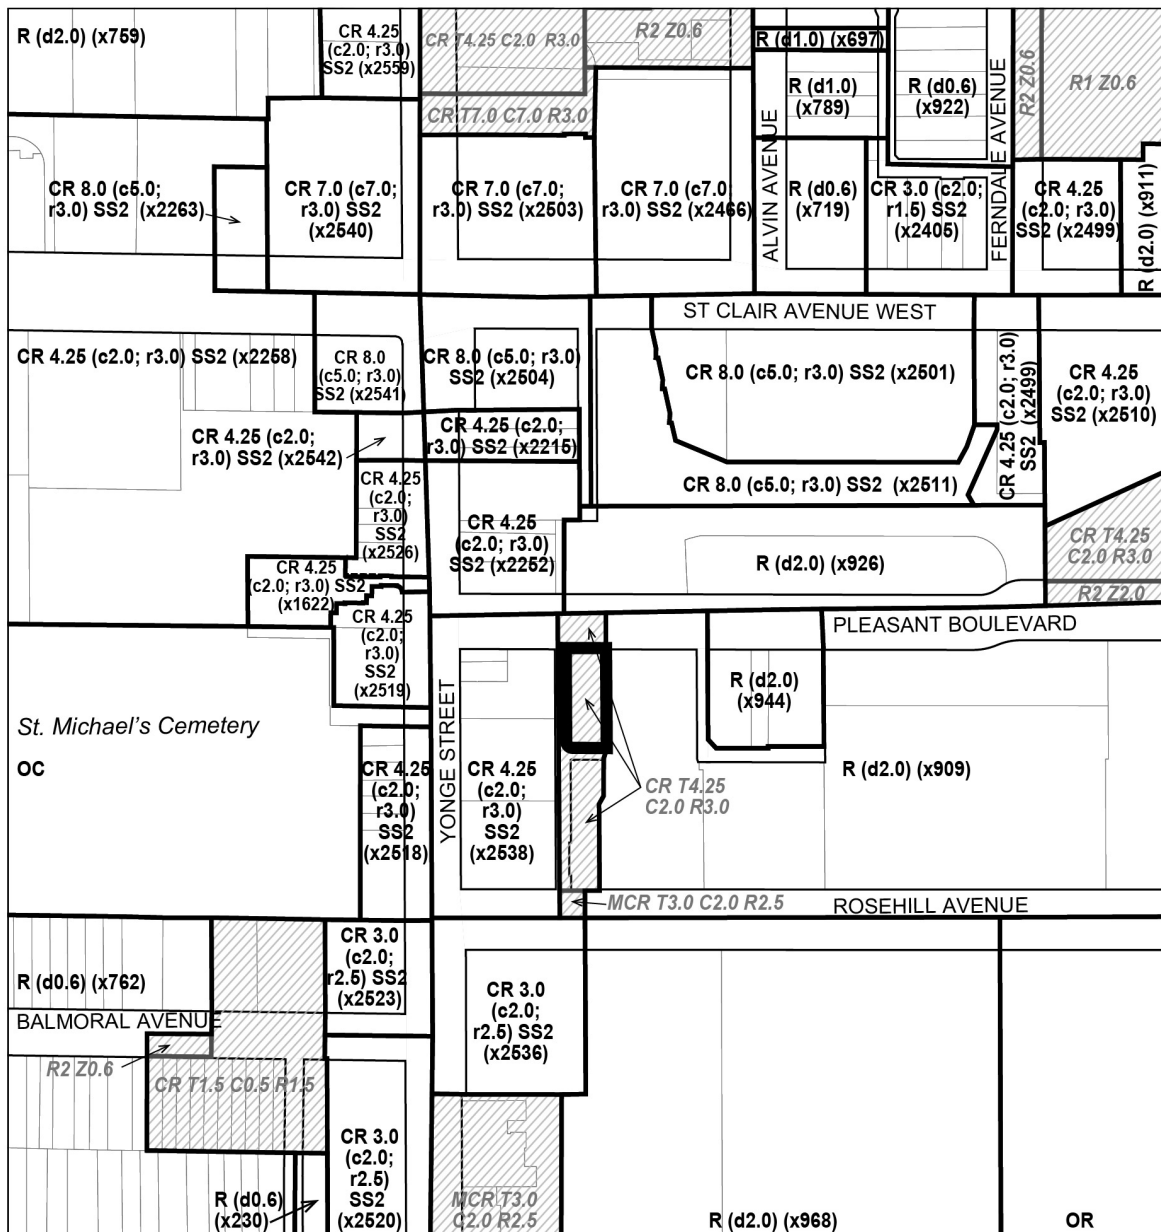 R (d2.0) (x759)
CR 4.25
(c2.0; r3.0)
SS2 (x2559)
CR T4.25 C2.0 R3.0
R2 Z0.6
R (d1.0) (x697)
R (d1.0)
(x789)
R (d0.6)
(x922)
FERNDALE AVENUE
R2 Z0.6
R1 Z0.6
CR T7.0 C7.0 R3.0
ALVIN AVENUE
CR 8.0 (c5.0;
r3.0) SS2 (x2263)
CR 7.0 (c7.0;
r3.0) SS2
(x2540)
CR 7.0 (c7.0;
r3.0) SS2 (x2503)
CR 7.0 (c7.0;
r3.0) SS2 (x2466)
R (d0.6)
(x719)
CR 3.0 (c2.0;
r1.5) SS2
(x2405)
CR 4.25
(c2.0; r3.0)
SS2 (x2499)
R (d2.0) (x911)
ST CLAIR AVENUE WEST
CR 4.25 (c2.0; r3.0) SS2 (x2258)
CR 8.0
(c5.0; r3.0)
SS2 (x2541)
CR 8.0 (c5.0; r3.0)
SS2 (x2504)
CR 8.0 (c5.0; r3.0) SS2 (x2501)
CR 4.25 (c2.0; r3.0)
SS2 (x2499)
CR 4.25
(c2.0; r3.0)
SS2 (x2510)
CR 4.25 (c2.0;
r3.0) SS2 (x2542)
CR 4.25 (c2.0;
r3.0) SS2 (x2215)
CR 8.0 (c5.0; r3.0) SS2 (x2511)
CR 4.25
(c2.0;
r3.0)
SS2
(x2526)
CR 4.25
(c2.0; r3.0)
SS2 (x2252)
R (d2.0) (x926)
CR T4.25
C2.0 R3.0
R2 Z2.0
CR 4.25
(c2.0; r3.0) SS2
(x1622)
CR 4.25
(c2.0;
r3.0)
SS2
(x2519)
PLEASANT BOULEVARD
R (d2.0)
(x944)
St. Michael's Cemetery
OC
YONGE STREET
CR 4.25
(c2.0;
r3.0)
SS2
(x2518)
CR 4.25
(c2.0;
r3.0)
SS2
(x2538)
CR T4.25
C2.0 R3.0
R (d2.0) (x909)
MCR T3.0 C2.0 R2.5
ROSEHILL AVENUE
R (d0.6) (x762)
CR 3.0
(c2.0;
r2.5) SS2
(x2523)
BALMORAL AVENUE
CR 3.0
(c2.0;
r2.5) SS2
(x2536)
R2 Z0.6
CR T1.5 C0.5 R1.5
CR 3.0
(c2.0;
r2.5)
SS2
(x2520)
R (d0.6)
(x230)
MCR T3.0
C2.0 R2.5
R (d2.0) (x968)
OR